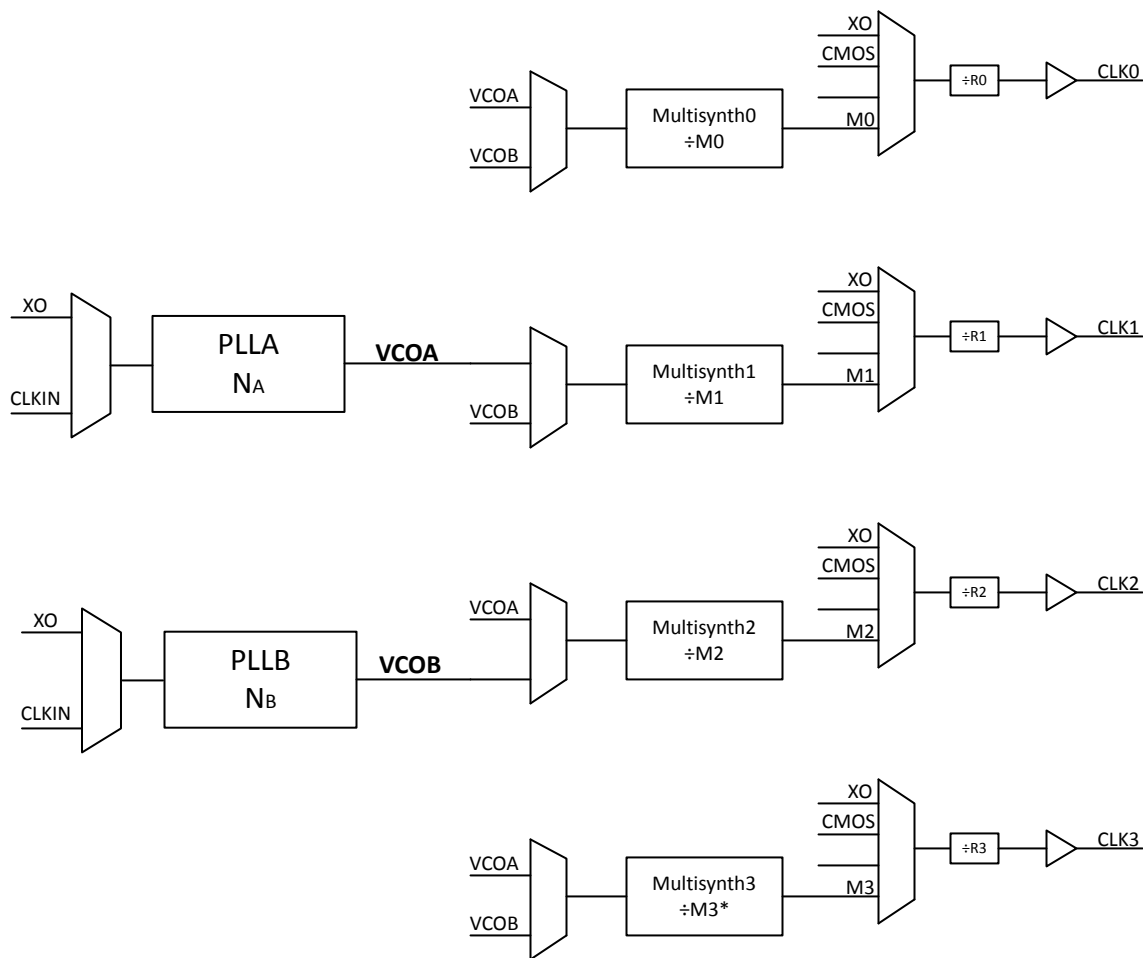 XO
CMOS
VCOA
Multisynth0
÷M0
M0
÷R0
CLK0
VCOB
XO
CLKIN
PLLA
NA
VCOA
VCOB
Multisynth1
÷M1
XO
CMOS
M1
÷R1
CLK1
XO
CLKIN
PLLB
NB
VCOB
VCOA
Multisynth2
÷M2
XO
CMOS
M2
÷R2
CLK2
VCOA
VCOB
Multisynth3
÷M3*
XO
CMOS
M3
÷R3
CLK3